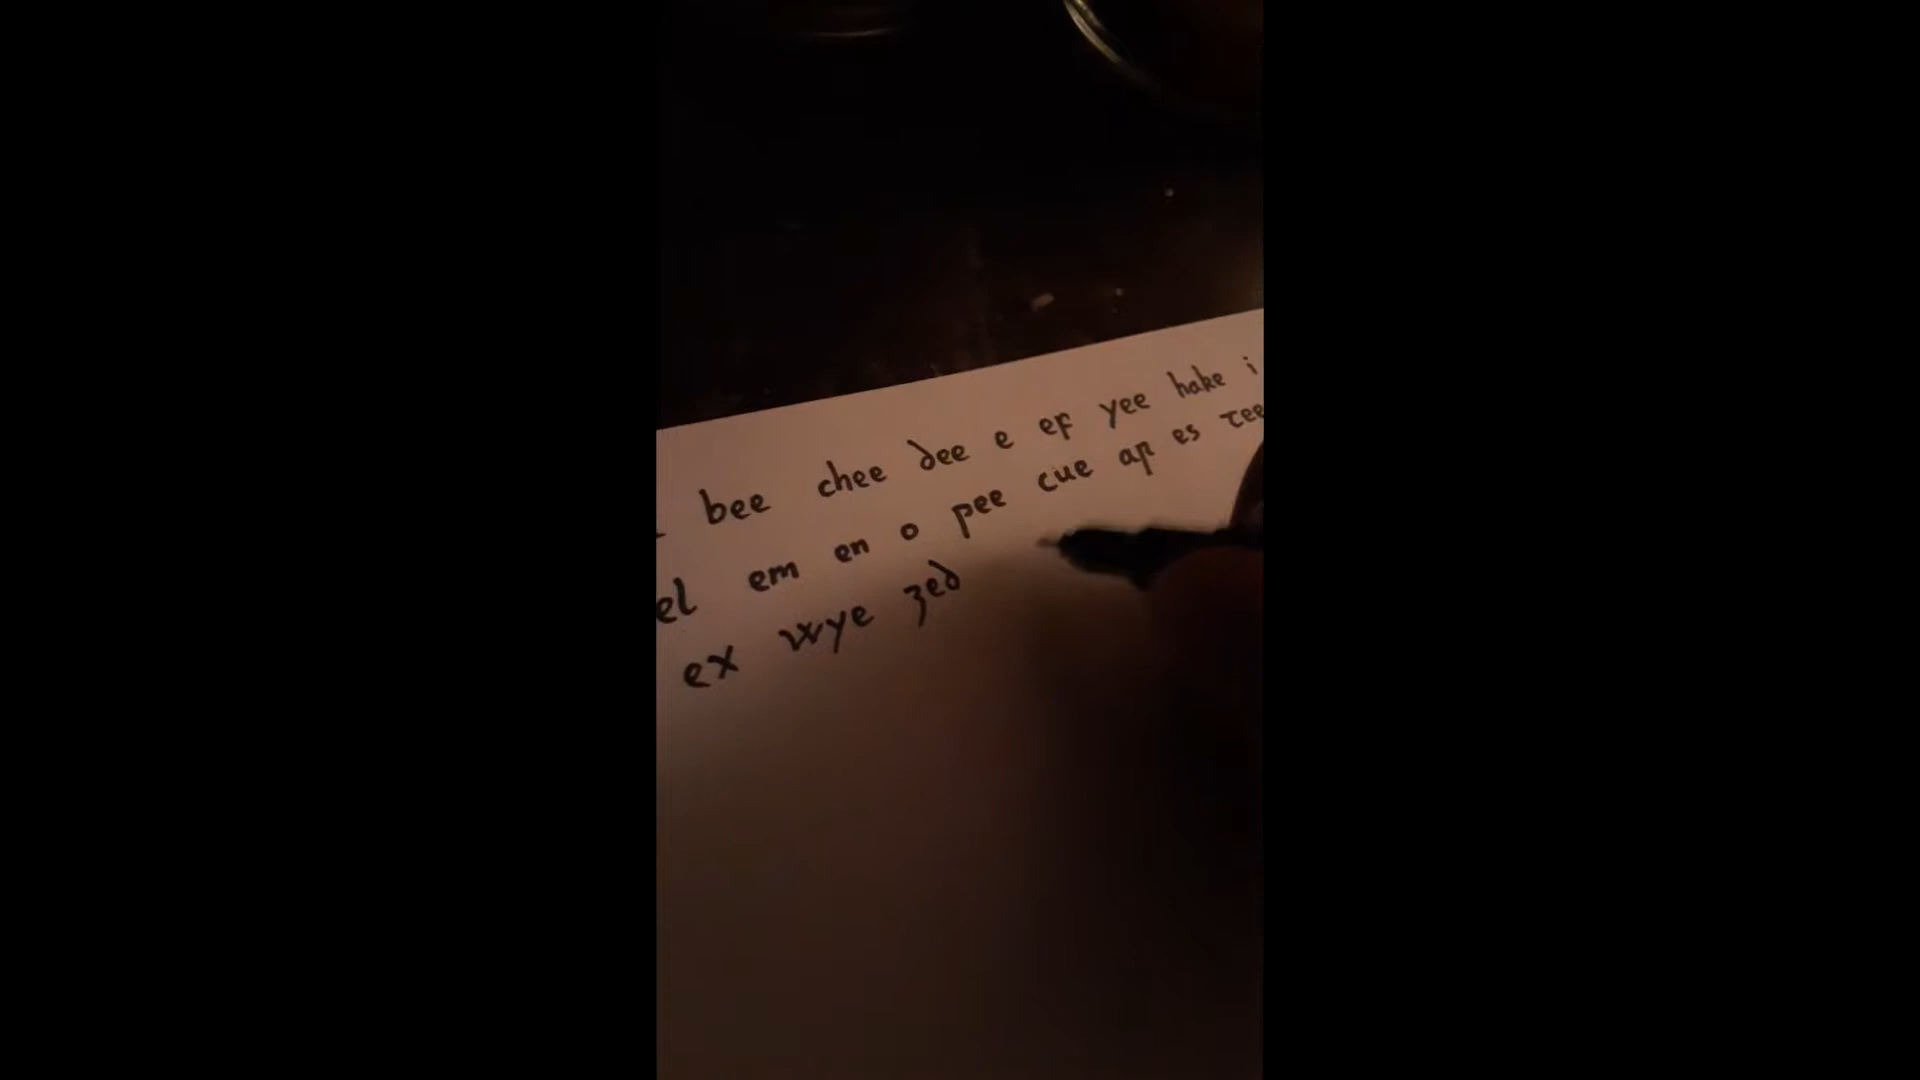 bee chee dee e ef yee hake i
el em en o pee cue ar es tee
ex wye zed